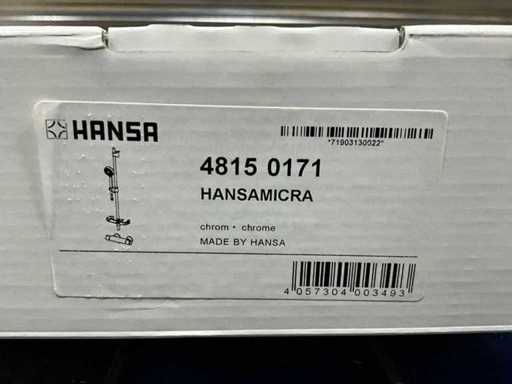 HANSA
*71903130022*
4815 0171
HANSAMICRA
chrom · chrome
MADE BY HANSA
4 057304 003493